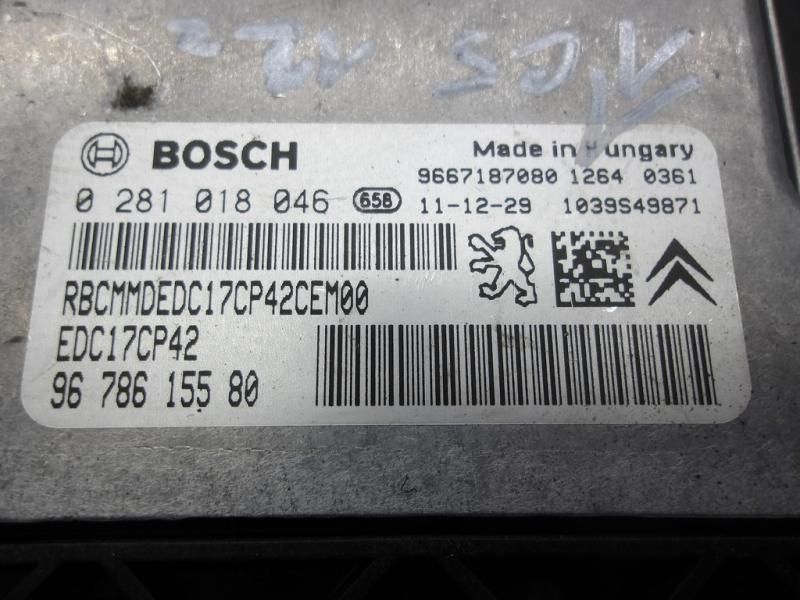 BOSCH
Made in Hungary
9667187080 1264 0361
0 281 018 046 658
11-12-29 1039S49871
RBCMMDEDC17CP42CEM00
EDC17CP42
96 786 155 80